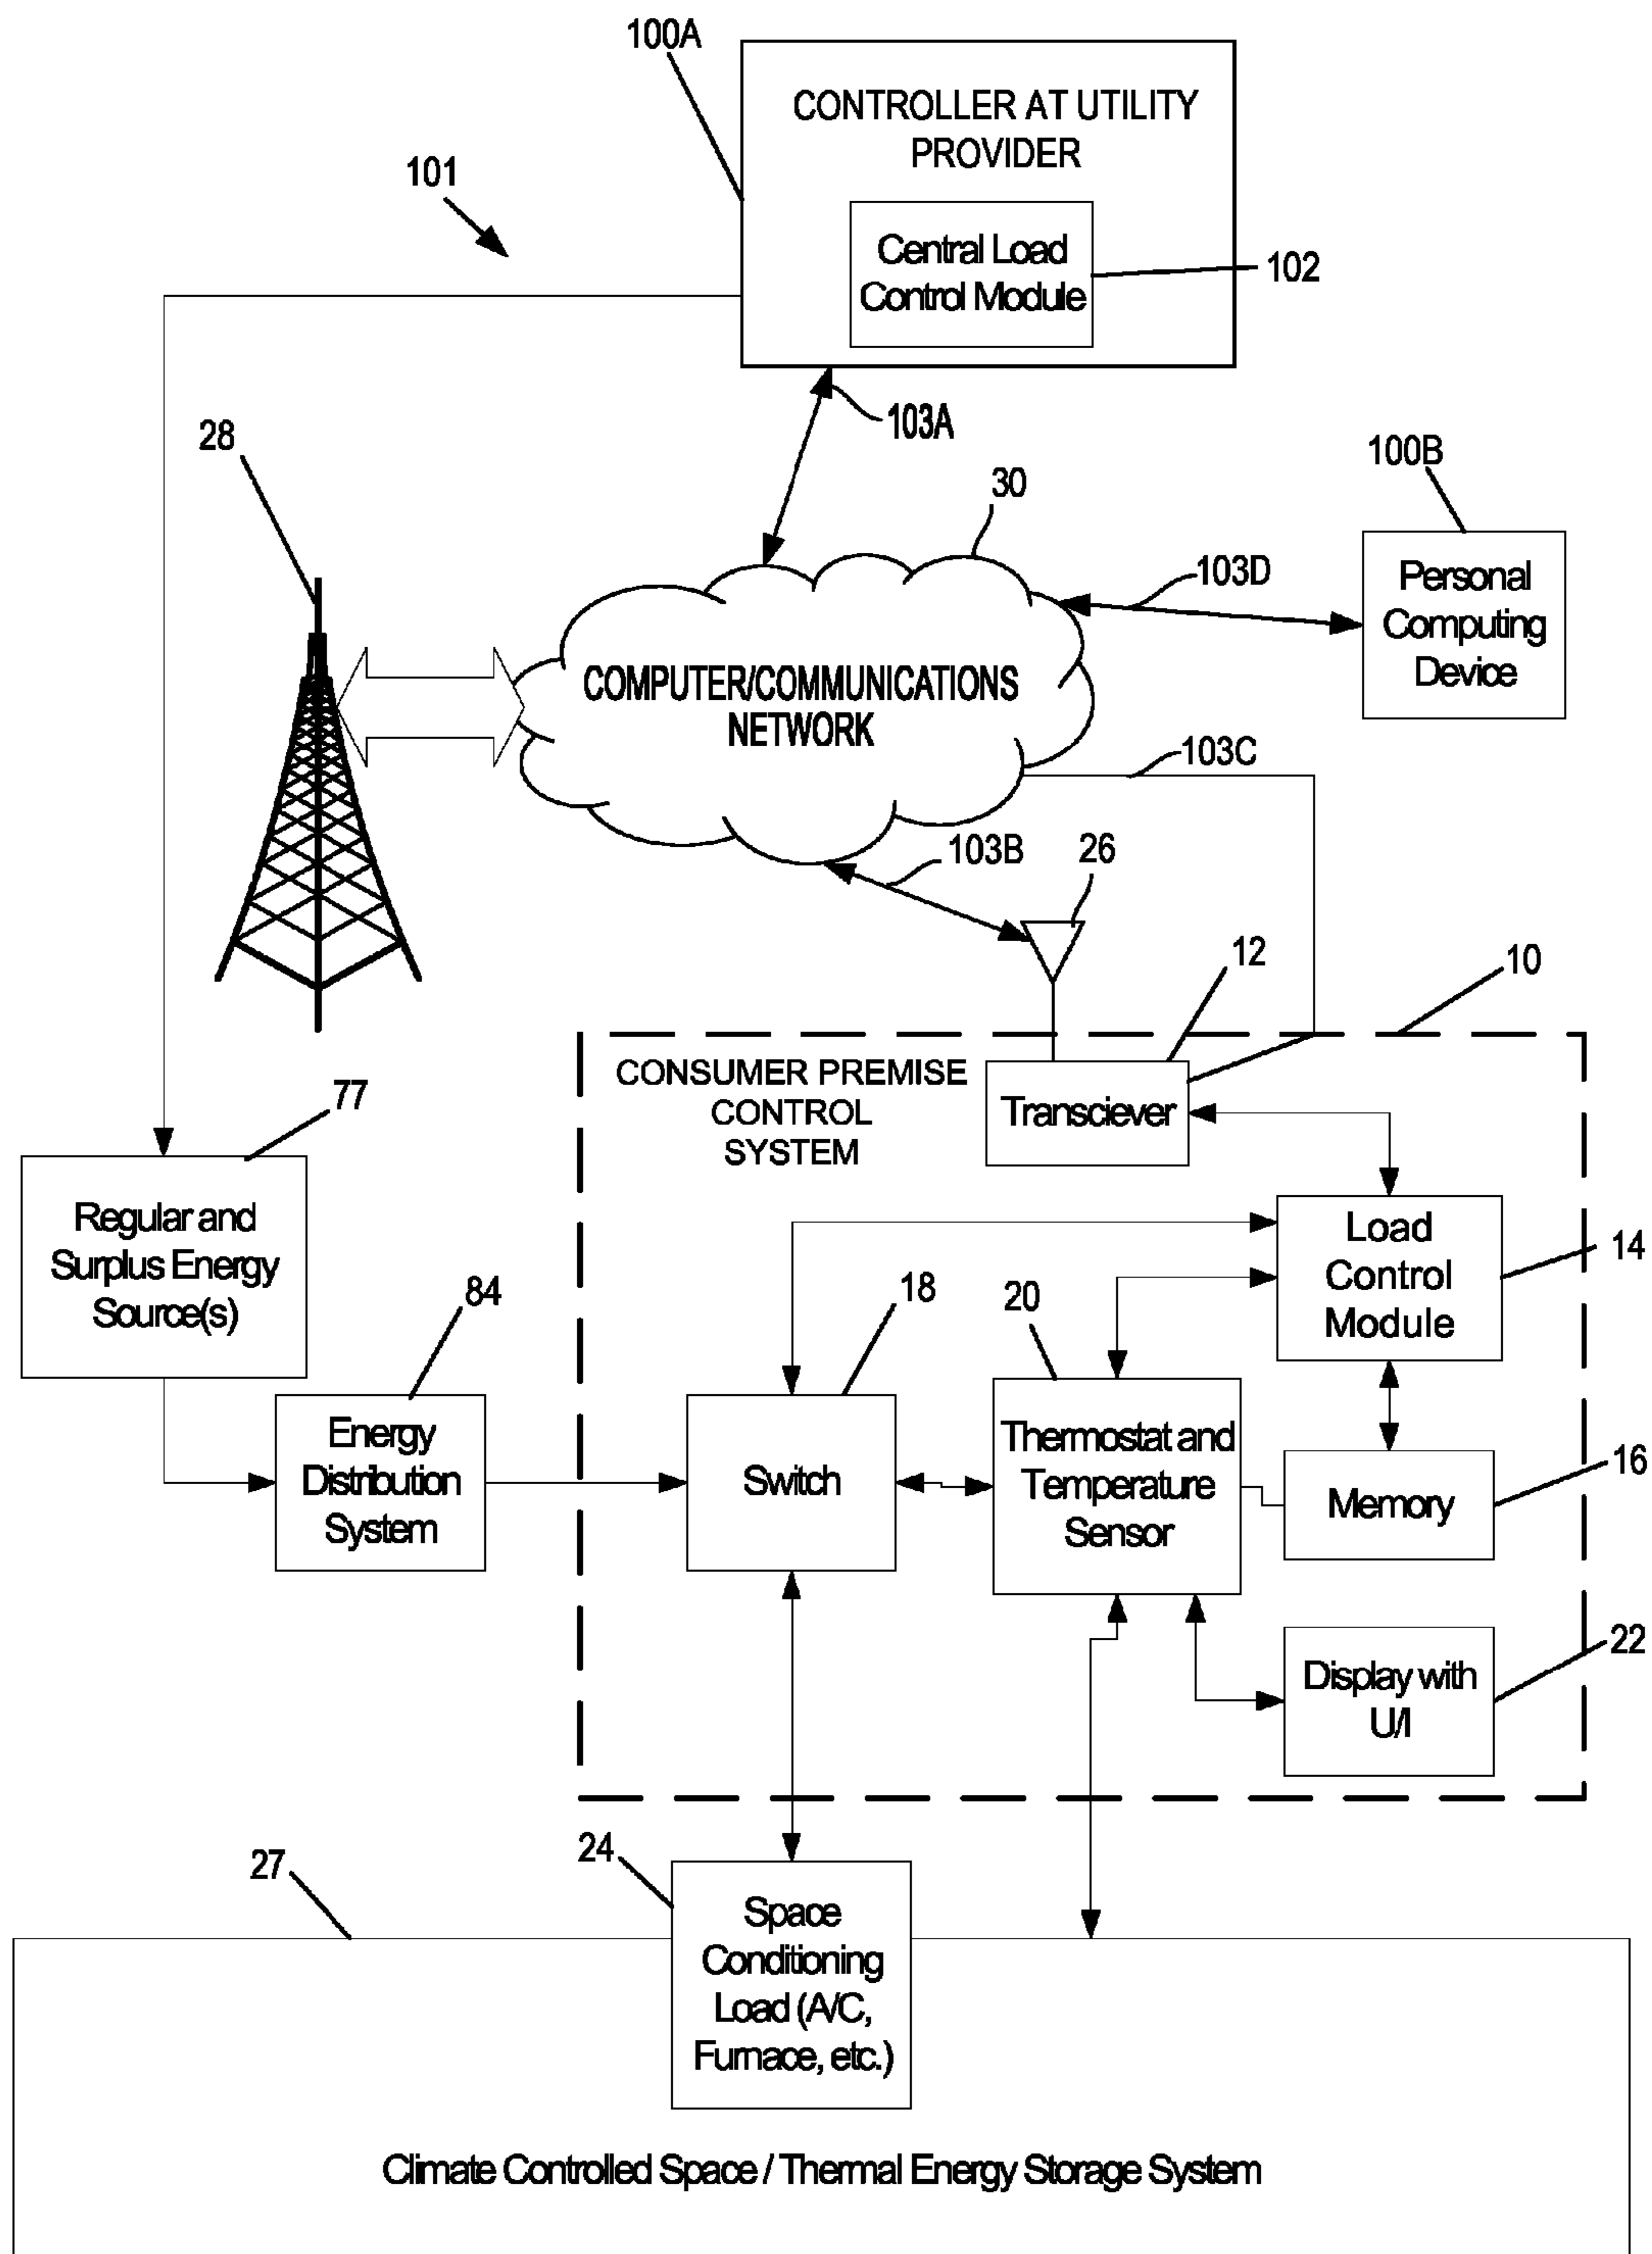 100A
CONTROLLER AT UTILITY
PROVIDER
101
Central Load
Control Module
102
103A
28
30
100B
103D
Personal
Computing
Device
COMPUTER/COMMUNICATIONS
NETWORK
103C
103B
26
12
10
77
CONSUMER PREMISE
CONTROL
SYSTEM
Transciever
Regular and
Surplus Energy
Source(s)
Load
Control
Module
14
84
18
20
Energy
Distribution
System
Switch
Thermostat and
Temperature
Sensor
Memory
16
Display with
U/I
22
27
24
Space
Conditioning
Load (A/C,
Furnace, etc.)
Climate Controlled Space / Thermal Energy Storage System